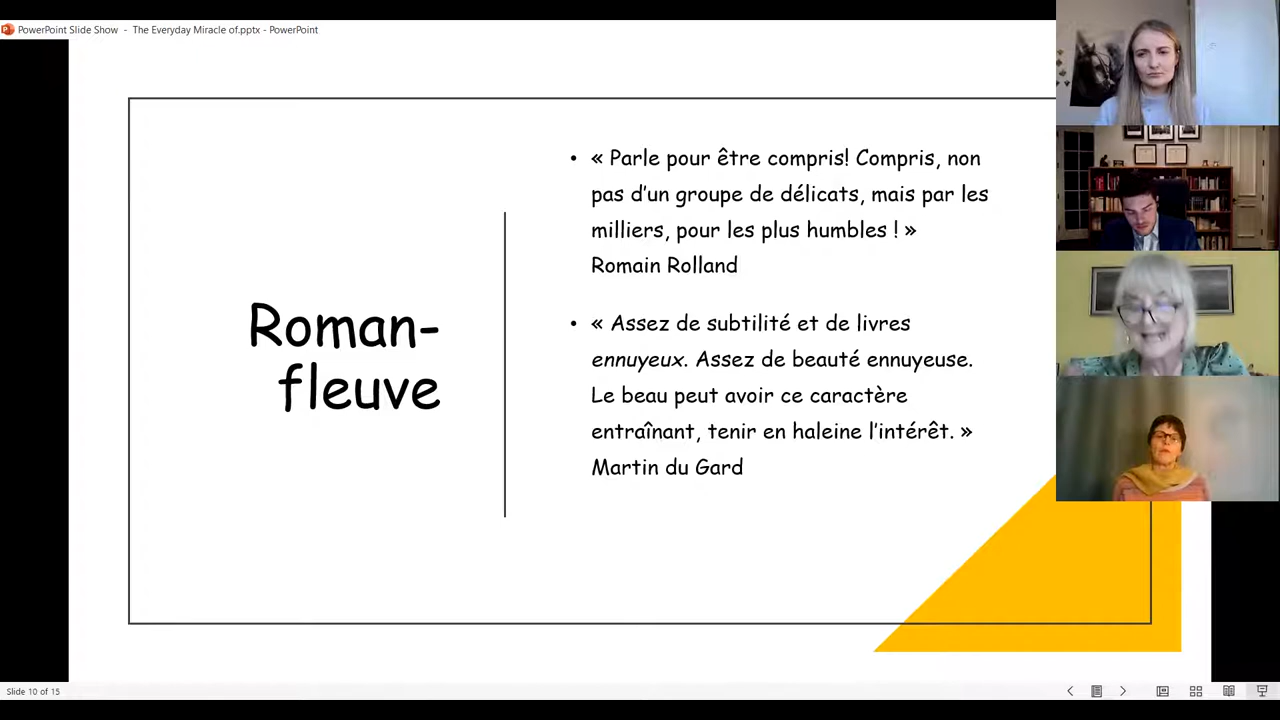 PowerPoint Slide Show - The Everyday Miracle of.pptx - PowerPoint
Roman-
fleuve
• « Parle pour être compris! Compris, non
pas d'un groupe de délicats, mais par les
milliers, pour les plus humbles ! »
Romain Rolland
• « Assez de subtilité et de livres
ennuyeux. Assez de beauté ennuyeuse.
Le beau peut avoir ce caractère
entraînant, tenir en haleine l'intérêt. »
Martin du Gard
Slide 10 of 15